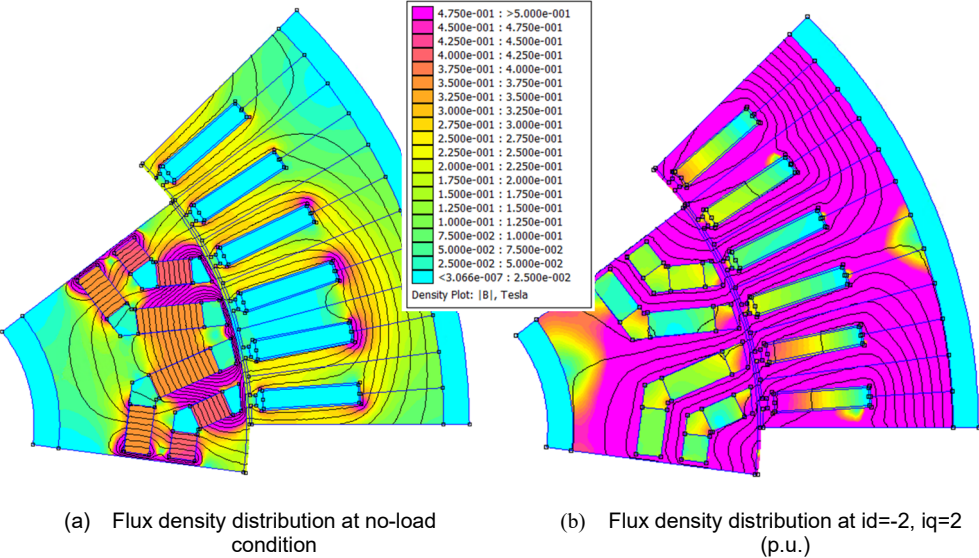 4.750e-001 : >5.000e-001
4.500e-001 : 4.750e-001
4.250e-001 : 4.500e-001
4.000e-001 : 4.250e-001
3.750e-001 : 4.000e-001
3.500e-001 : 3.750e-001
3.250e-001 : 3.500e-001
3.000e-001 : 3.250e-001
2.750e-001 : 3.000e-001
2.500e-001 : 2.750e-001
2.250e-001 : 2.500e-001
2.000e-001 : 2.250e-001
1.750e-001 : 2.000e-001
1.500e-001 : 1.750e-001
1.250e-001 : 1.500e-001
1.000e-001 : 1.250e-001
7.500e-002 : 1.000e-001
5.000e-002 : 7.500e-002
2.500e-002 : 5.000e-002
<3.066e-007 : 2.500e-002
Density Plot: |B|, Tesla
(a) Flux density distribution at no-load
condition
(b) Flux density distribution at id=-2, iq=2
(p.u.)